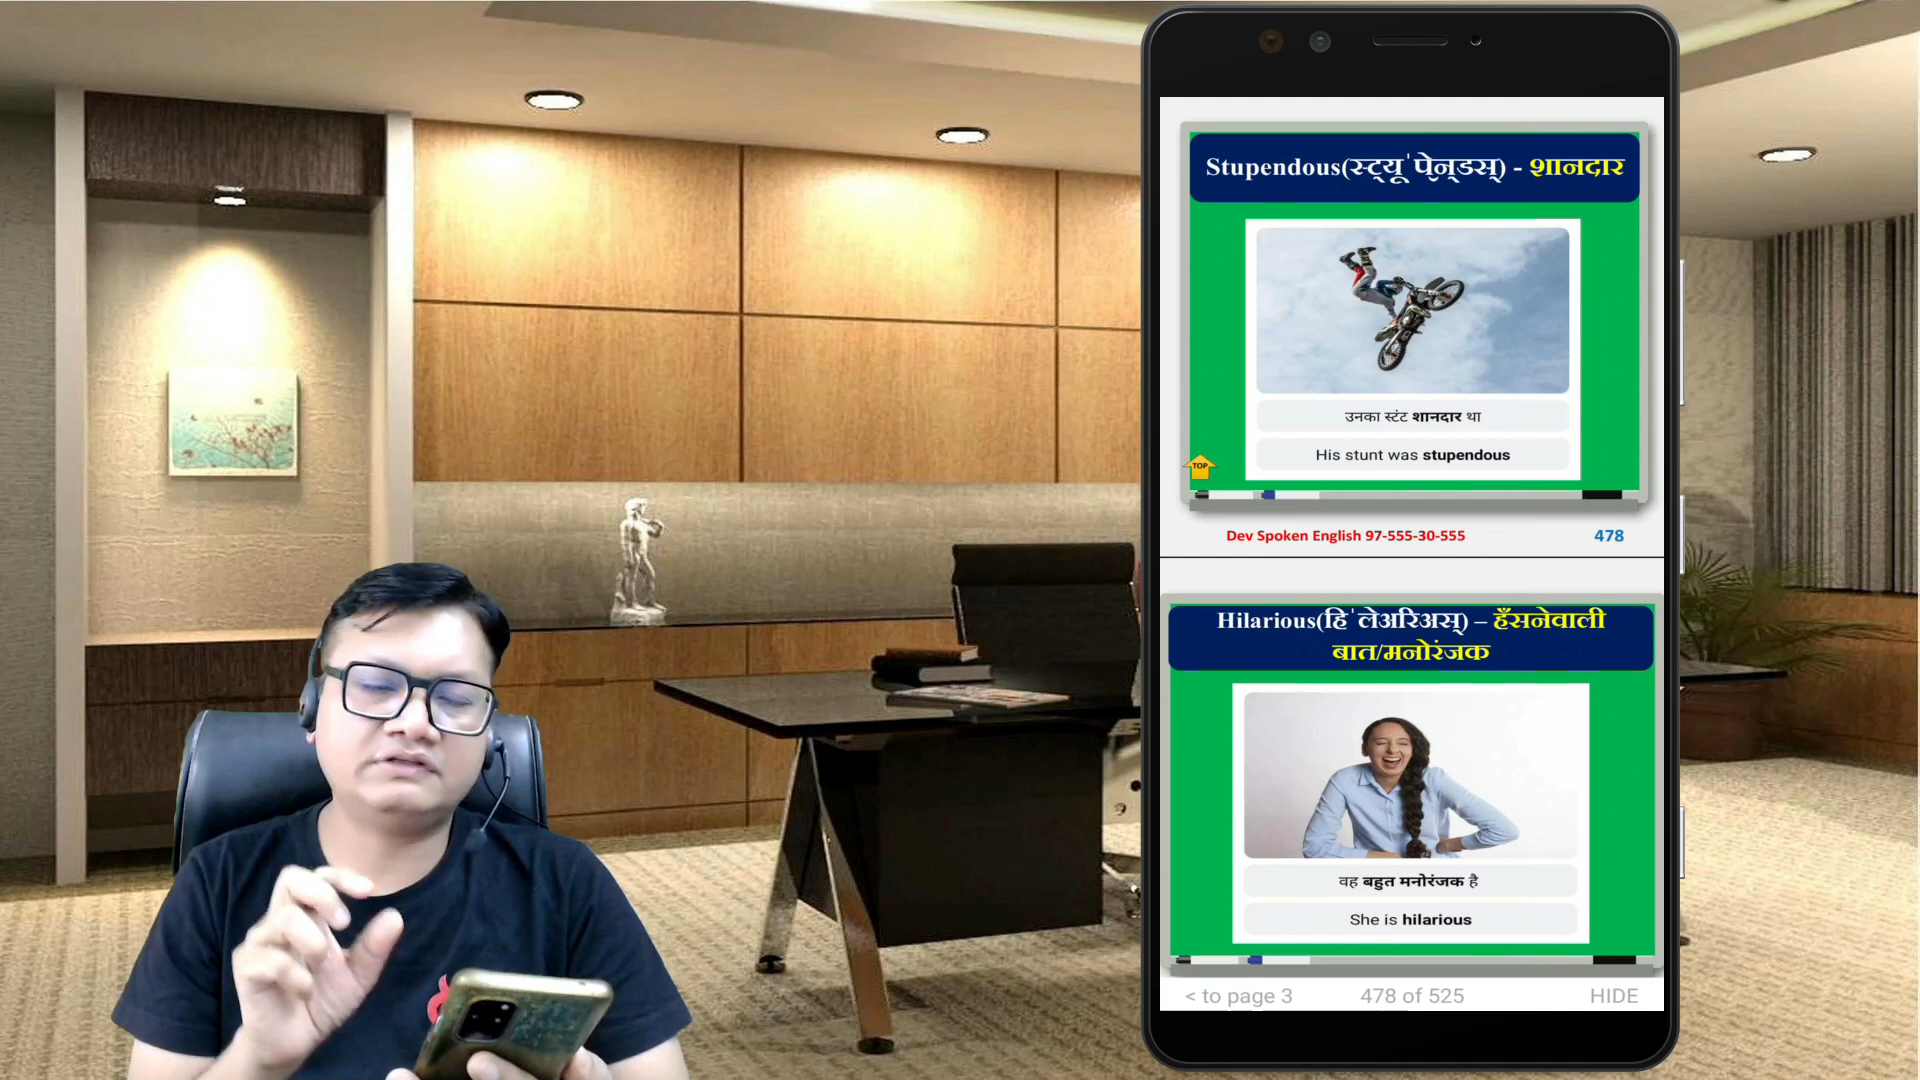 Stupendous(स्ट्यू'पेन्डस्) - शानदार
उनका स्टंट शानदार था
His stunt was stupendous
TOP
Dev Spoken English 97-555-30-555
478
Hilarious(हि'लेअरिअस्) – हँसनेवाली
बात/मनोरंजक
वह बहुत मनोरंजक है
She is hilarious
< to page 3
478 of 525
HIDE